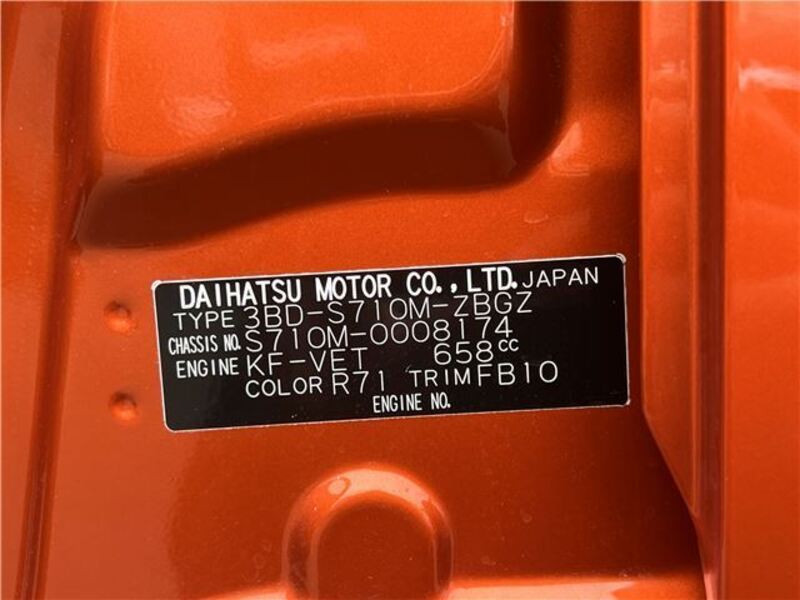 DAIHATSU MOTOR CO., LTD. JAPAN
TYPE 3BD-S710M-ZBGZ
CHASSIS NO. S710M-0008174
ENGINE KF-VET 658cc
COLOR R71 TRIM FB10
ENGINE NO.